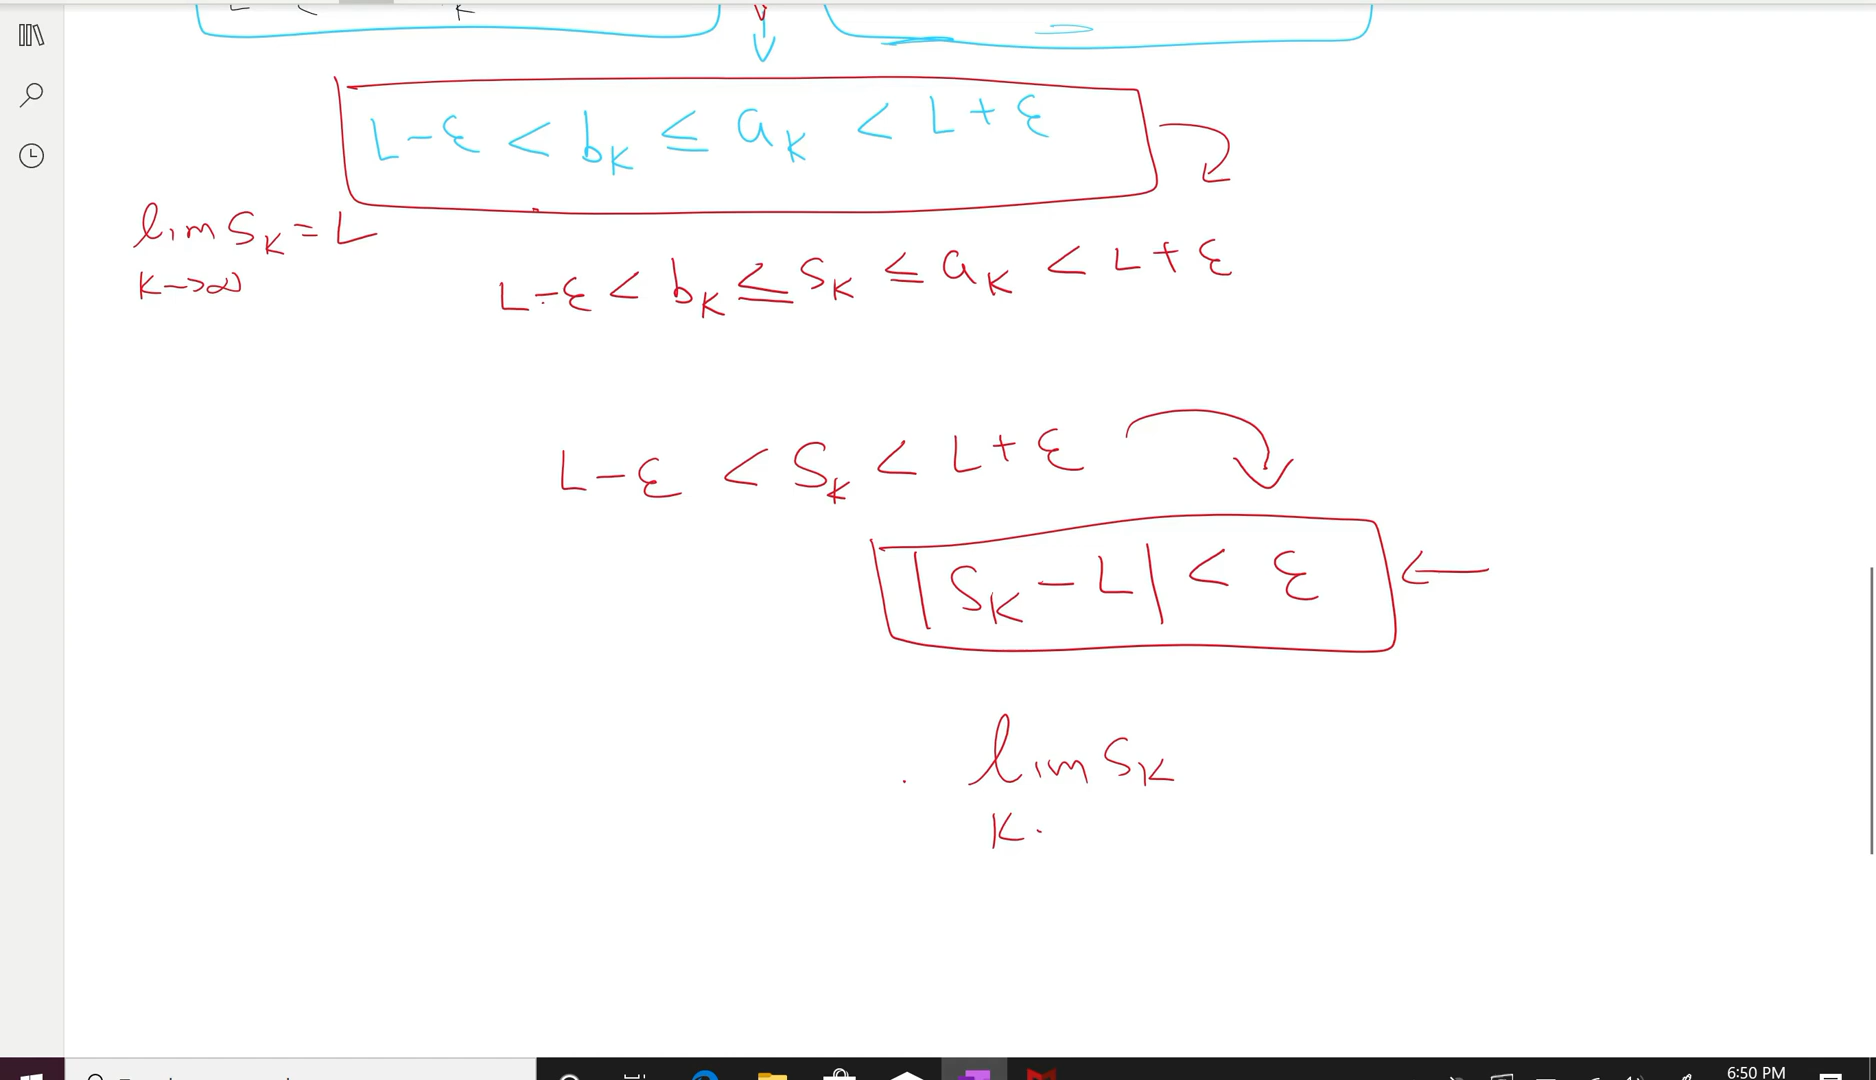 L-ε < b_K ≤ a_K < L+ε
lim S_K = L
K→∞
L-ε < b_K ≤ S_K ≤ a_K < L+ε
L-ε < S_K < L+ε
|S_K - L| < ε
lim S_K
K.
6:50 PM